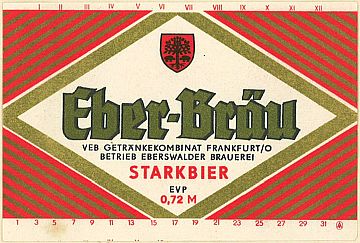 I II III IV V VI VII VIII IX X XI XII
Eber-Bräu
VEB GETRÄNKEKOMBINAT FRANKFURT/O
BETRIEB EBERSWALDER BRAUEREI
STARKBIER
EVP
0,72 M
1 3 5 7 9 11 13 15 17 19 21 23 25 27 29 31